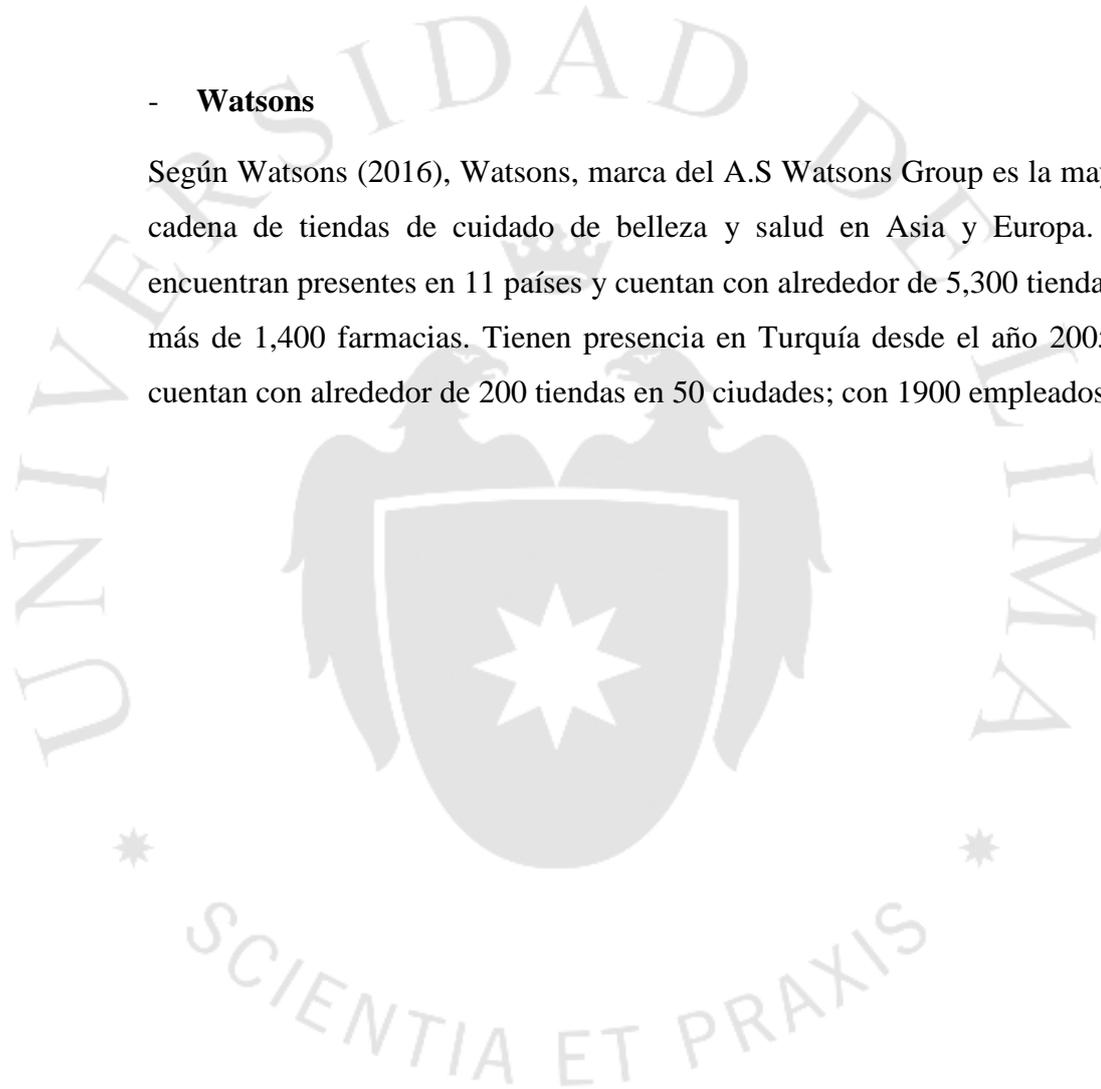 UNIVERSIDAD DE LIMA
- Watsons
Según Watsons (2016), Watsons, marca del A.S Watsons Group es la
cadena de tiendas de cuidado de belleza y salud en Asia y Europa.
encuentran presentes en 11 países y cuentan con alrededor de 5,300 tienda
más de 1,400 farmacias. Tienen presencia en Turquía desde el año
cuentan con alrededor de 200 tiendas en 50 ciudades; con 1900 empleados
SCIENTIA ET PRAXIS